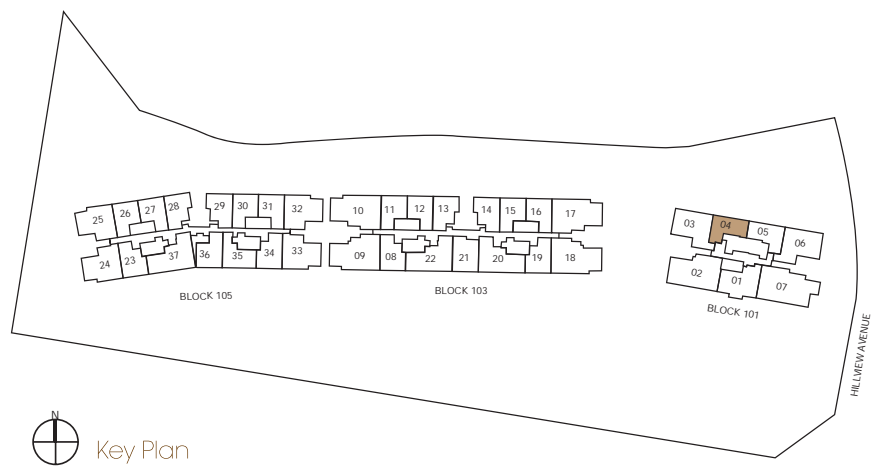 29 30 31 32
10 11 12 13 14 15 16 17
25 26 27 28
03 04 05 06
24 23 37 36 35 34 33
09 08 22 21 20 19 18
02 01 07
BLOCK 105
BLOCK 103
BLOCK 101
HILLVIEW AVENUE
N
Key Plan